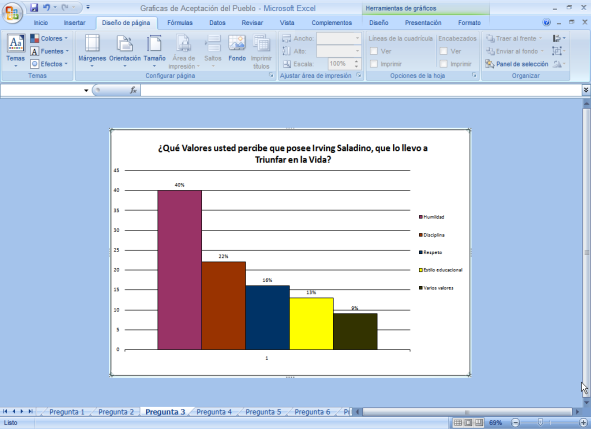 Graficas de Aceptación del Pueblo - Microsoft Excel
Herramientas de gráficos
Inicio Insertar Diseño de página Fórmulas Datos Revisar Vista Complementos Diseño Presentación Formato
Aa
Temas
Colores
Fuentes
Efectos
Temas
Márgenes Orientación Tamaño Área de impresión Saltos Fondo Imprimir títulos
Configurar página
Ancho:
Alto:
Escala: 100%
Ajustar área de impresión
Líneas de la cuadrícula Encabezados
Ver Ver
Imprimir Imprimir
Opciones de la hoja
Traer al frente
Enviar al fondo
Panel de selección
Organizar
fx
¿Qué Valores usted percibe que posee Irving Saladino, que lo llevo a
Triunfar en la Vida?
45
40
35
30
25
20
15
10
5
0
40%
22%
16%
13%
9%
1
Humildad
Disciplina
Respeto
Estilo educacional
Varios valores
Pregunta 1 Pregunta 2 Pregunta 3 Pregunta 4 Pregunta 5 Pregunta 6
Listo
69%